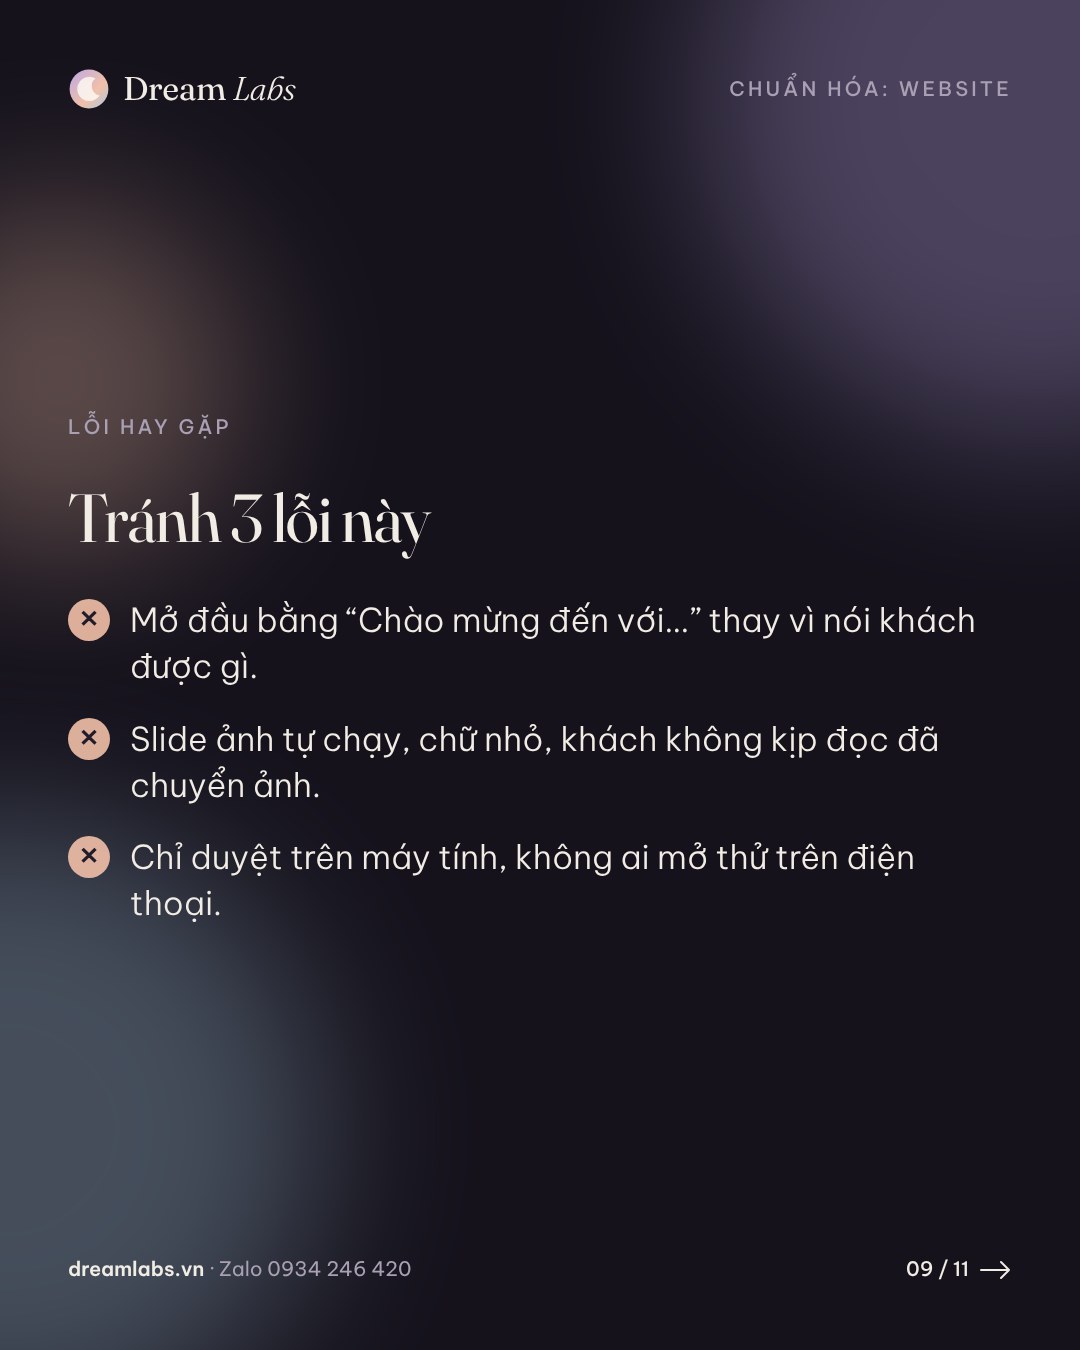 Dream Labs
CHUẨN HÓA: WEBSITE
LỖI HAY GẶP
Tránh 3 lỗi này
Mở đầu bằng “Chào mừng đến với...” thay vì nói khách
được gì.
Slide ảnh tự chạy, chữ nhỏ, khách không kịp đọc đã
chuyển ảnh.
Chỉ duyệt trên máy tính, không ai mở thử trên điện
thoại.
dreamlabs.vn · Zalo 0934 246 420
09 / 11 →